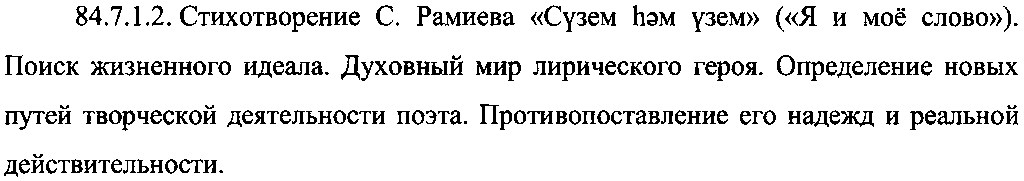 84.7.1.2. Стихотворение С. Рамиева «Сүзем һәм үзем» («Я и моё слово»).
Поиск жизненного идеала. Духовный мир лирического героя. Определение новых
путей творческой деятельности поэта. Противопоставление его надежд и реальной
действительности.